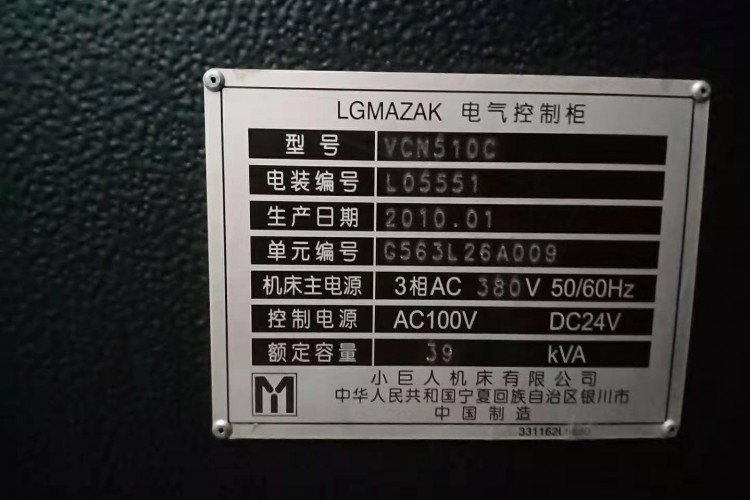 LGMAZAK 电气控制柜
型号 VCN510C
电装编号 L05551
生产日期 2010.01
单元编号 G563L26A009
机床主电源 3相AC 380V 50/60Hz
控制电源 AC100V DC24V
额定容量 39 kVA
小巨人机床有限公司
中华人民共和国宁夏回族自治区银川市
中国制造